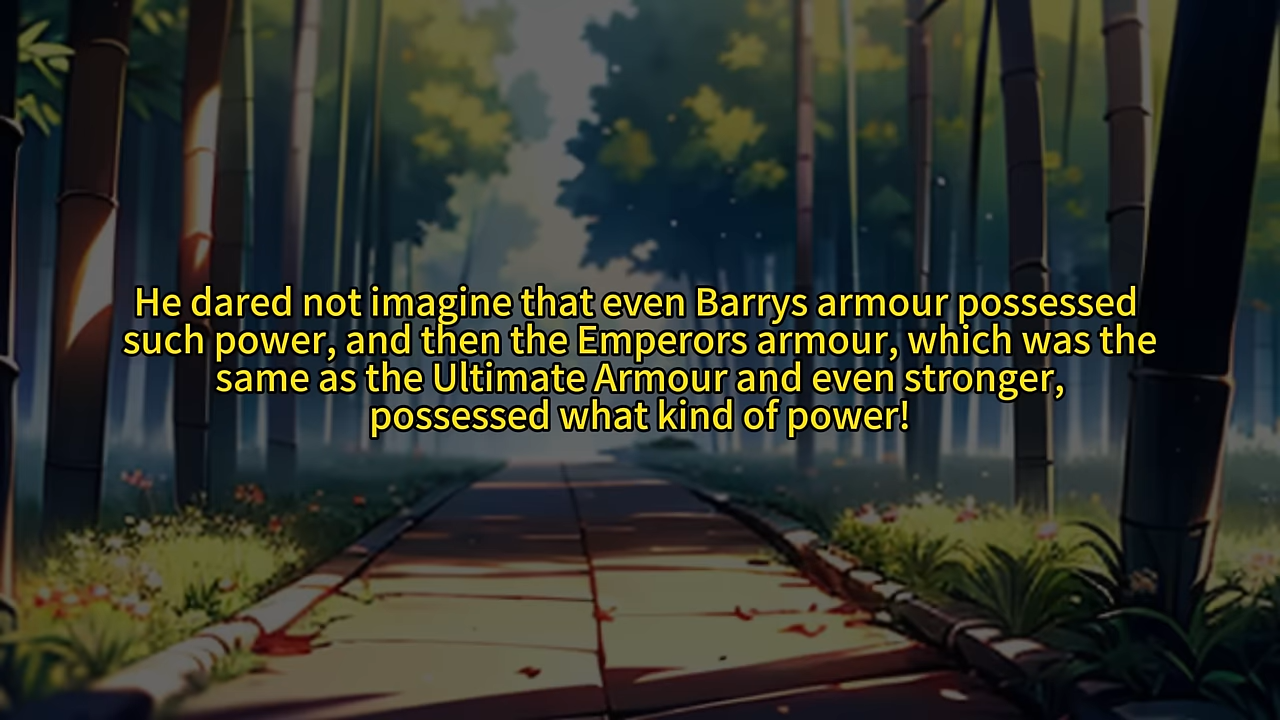 He dared not imagine that even Barrys armour possessed
such power, and then the Emperors armour, which was the
same as the Ultimate Armour and even stronger,
possessed what kind of power!